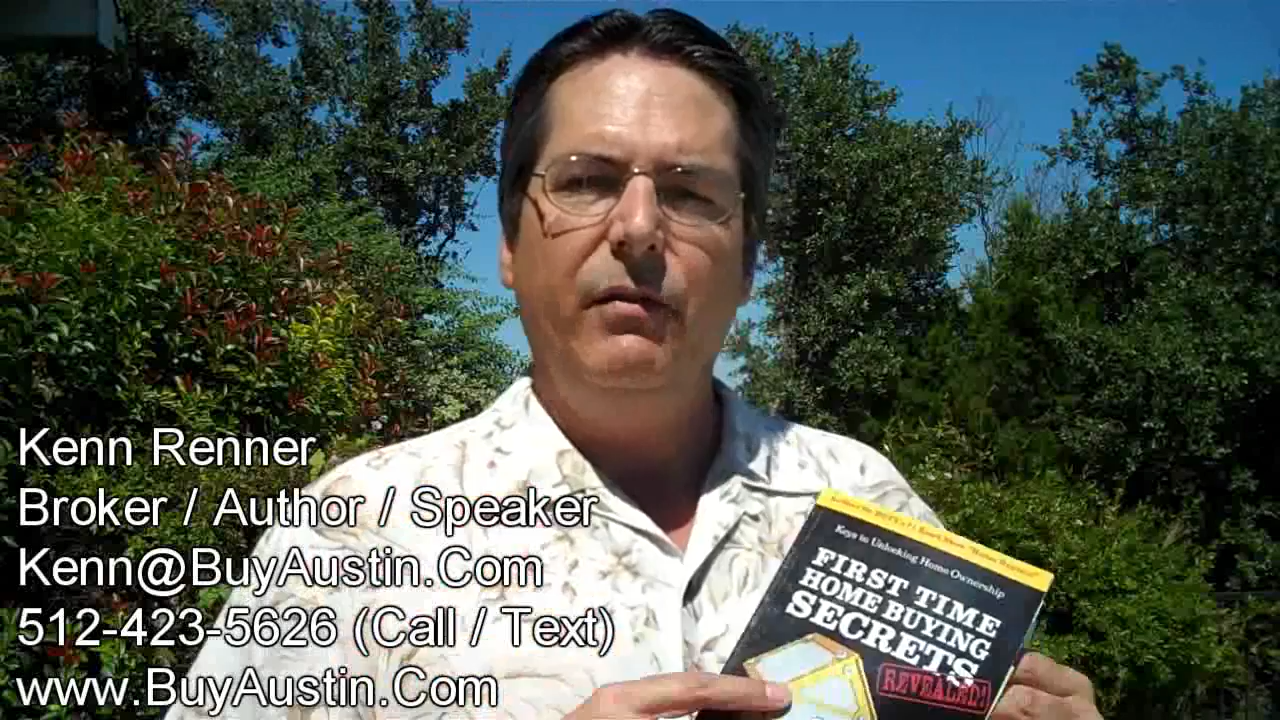 Kenn Renner
Broker / Author / Speaker
Kenn@BuyAustin.Com
512-423-5626 (Call / Text)
www.BuyAustin.Com
Keys to Unlocking Home Ownership
FIRST TIME
HOME BUYING
SECRETS
REVEALED!